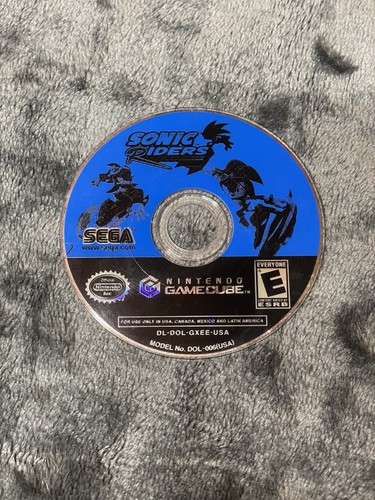 SONIC
RIDERS
SEGA
www.sega.com
Official
Nintendo
Seal
NINTENDO
GAMECUBE™
EVERYONE
E
CONTENT RATED BY
ESRB
FOR USE ONLY IN USA, CANADA, MEXICO AND LATIN AMERICA
DL-DOL-GXEE-USA
MODEL No. DOL-006(USA)